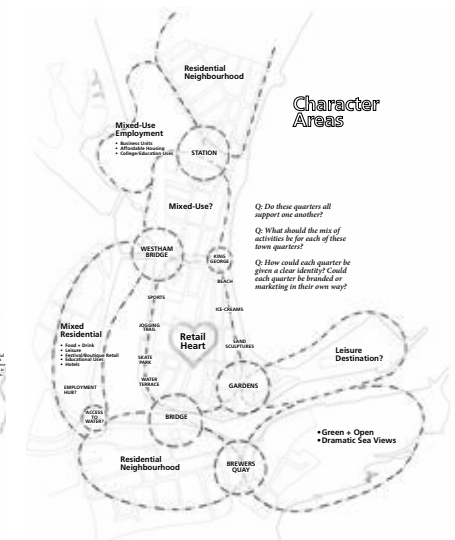 Residential
Neighbourhood
Character
Areas
Mixed-Use
Employment
• Business Units
• Affordable Housing
• College/Education Uses
STATION
Mixed-Use?
Q: Do these quarters all
support one another?
Q: What should the mix of
activities be for each of these
town quarters?
Q: How could each quarter be
given a clear identity? Could
each quarter be branded or
marketing in their own way?
WESTHAM
BRIDGE
KING
GEORGE
BEACH
SPORTS
ICE-CREAMS
JOGGING
TRAIL
Retail
Heart
SAND
SCULPTURES
Mixed
Residential
• Food + Drink
• Leisure
• Festival/Boutique Retail
• Educational Uses
• Hotels
SKATE
PARK
Leisure
Destination?
WATER
TERRACE
GARDENS
EMPLOYMENT
HUB?
ACCESS
TO
WATER?
BRIDGE
•Green + Open
•Dramatic Sea Views
Residential
Neighbourhood
BREWERS
QUAY